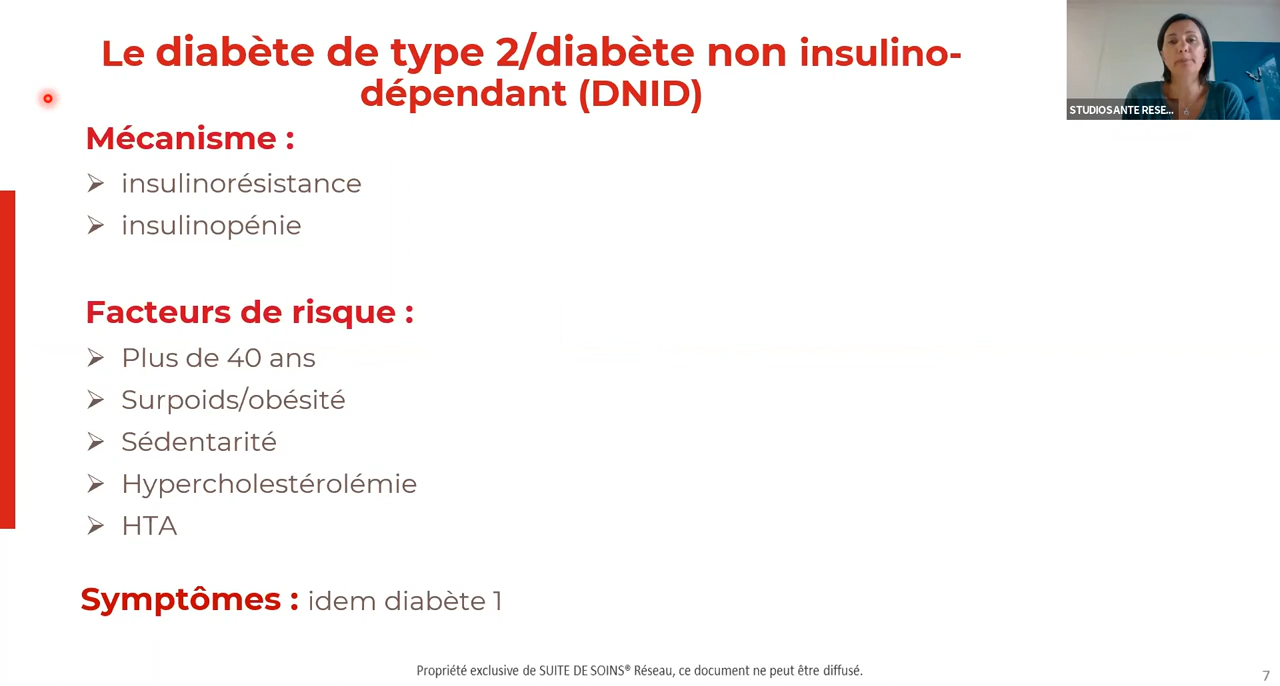 Le diabète de type 2/diabète non insulino-
dépendant (DNID)
STUDIOSANTE RESE...
Mécanisme :
insulinorésistance
insulinopénie
Facteurs de risque :
Plus de 40 ans
Surpoids/obésité
Sédentarité
Hypercholestérolémie
HTA
Symptômes : idem diabète 1
Propriété exclusive de SUITE DE SOINS® Réseau, ce document ne peut être diffusé.
7